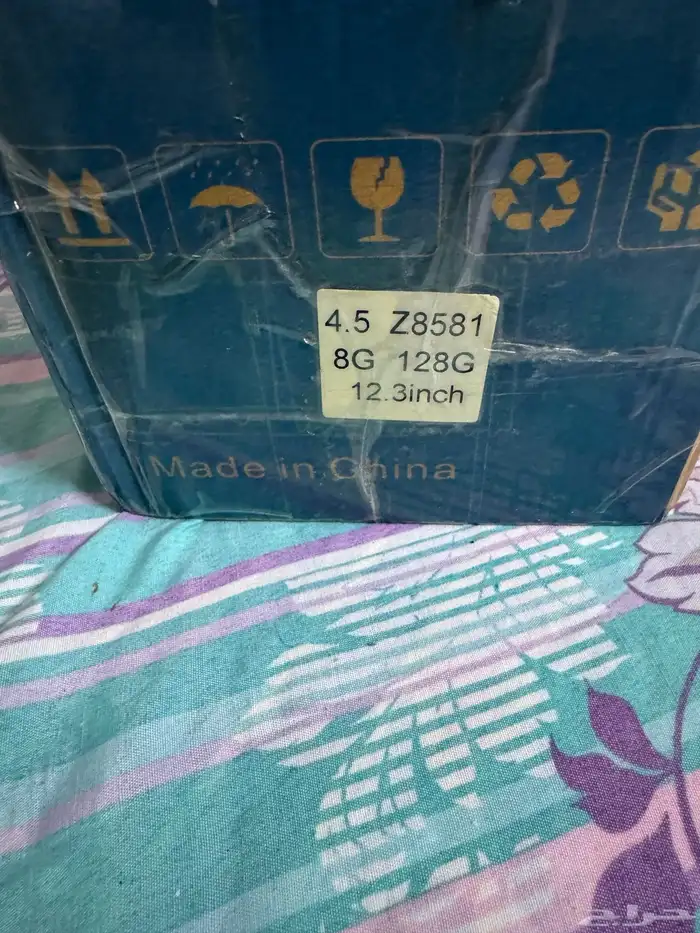 4.5 Z8581
8G 128G
12.3inch
Made in China
حراج